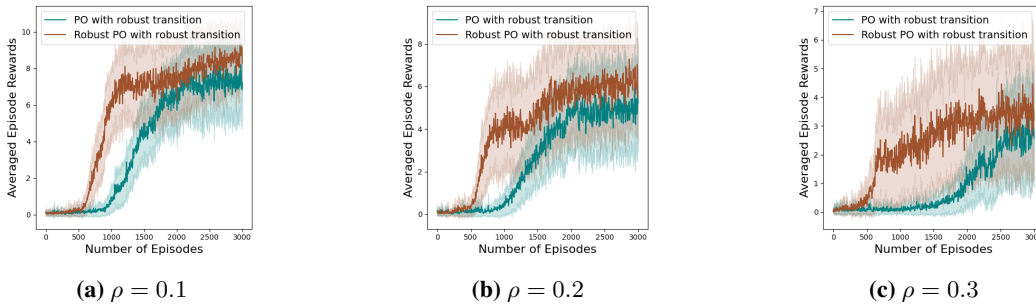 PO with robust transition
Robust PO with robust transition
Averaged Episode Rewards
10
8
6
4
2
0
0 500 1000 1500 2000 2500 3000
Number of Episodes
(a) ρ = 0.1
PO with robust transition
Robust PO with robust transition
Averaged Episode Rewards
8
6
4
2
0
0 500 1000 1500 2000 2500 3000
Number of Episodes
(b) ρ = 0.2
PO with robust transition
Robust PO with robust transition
Averaged Episode Rewards
7
6
5
4
3
2
1
0
0 500 1000 1500 2000 2500 300
Number of Episodes
(c) ρ = 0.3